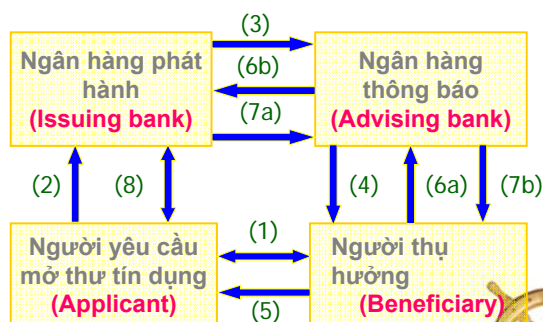 (3)
Ngân hàng phát
hành
(Issuing bank)
(6b)
(7a)
Ngân hàng
thông báo
(Advising bank)
(2)
(8)
(4)
(6a)
(7b)
Người yêu cầu
mở thư tín dụng
(Applicant)
(1)
(5)
Người thụ
hưởng
(Beneficiary)